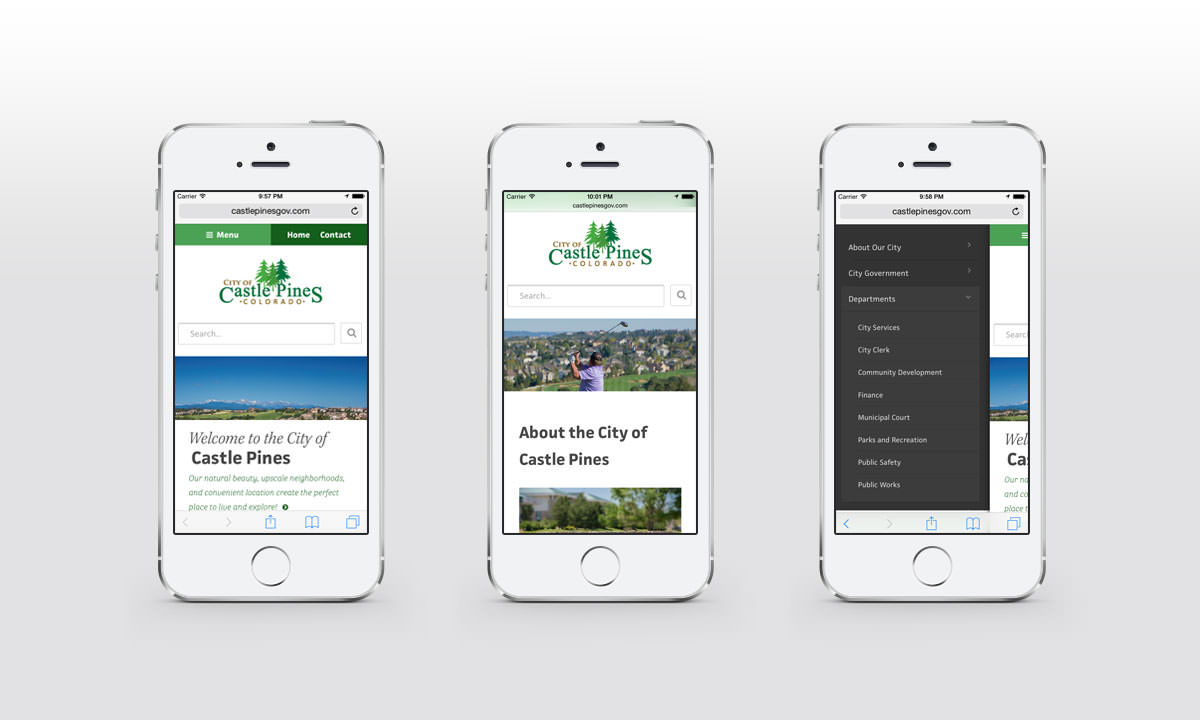 Carrier 9:57 PM
castlepinesgov.com
Menu Home Contact
CITY OF
Castle Pines
COLORADO
Search...
Welcome to the City of
Castle Pines
Our natural beauty, upscale neighborhoods,
and convenient location create the perfect
place to live and explore!
Carrier 10:01 PM
castlepinesgov.com
CITY OF
Castle Pines
COLORADO
Search...
About the City of
Castle Pines
Carrier 9:58 PM
castlepinesgov.com
About Our City
City Government
Departments
City Services
City Clerk
Community Development
Finance
Municipal Court
Parks and Recreation
Public Safety
Public Works
Searc
Wel
Ca
Our na
and co
place t